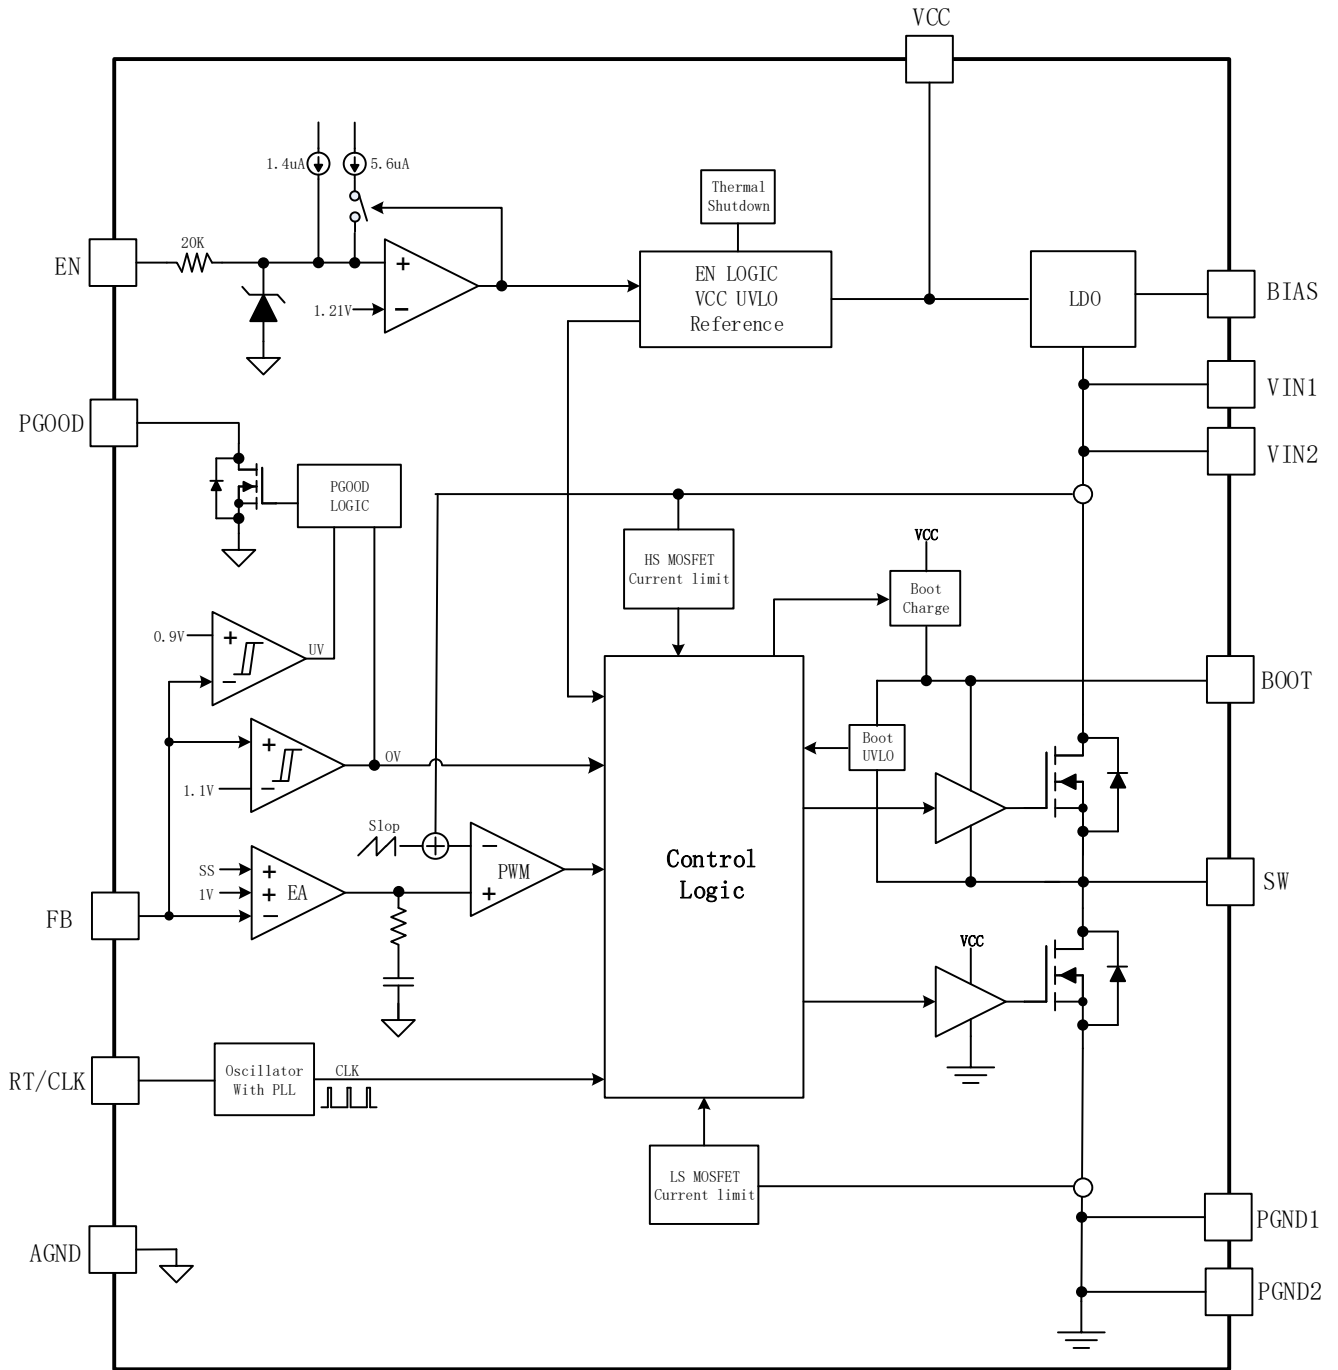 VCC
1.4uA
5.6uA
Thermal
Shutdown
EN
20K
+
1.21V
−
EN LOGIC
VCC UVLO
Reference
LDO
BIAS
VIN1
VIN2
PGOOD
PGOOD
LOGIC
HS MOSFET
Current limit
VCC
Boot
Charge
0.9V
+
−
UV
BOOT
+
1.1V
−
OV
Boot
UVLO
Slop
+
−
PWM
+
SS
+
1V
+
EA
−
Control
Logic
FB
SW
VCC
RT/CLK
Oscillator
With PLL
CLK
LS MOSFET
Current limit
AGND
PGND1
PGND2